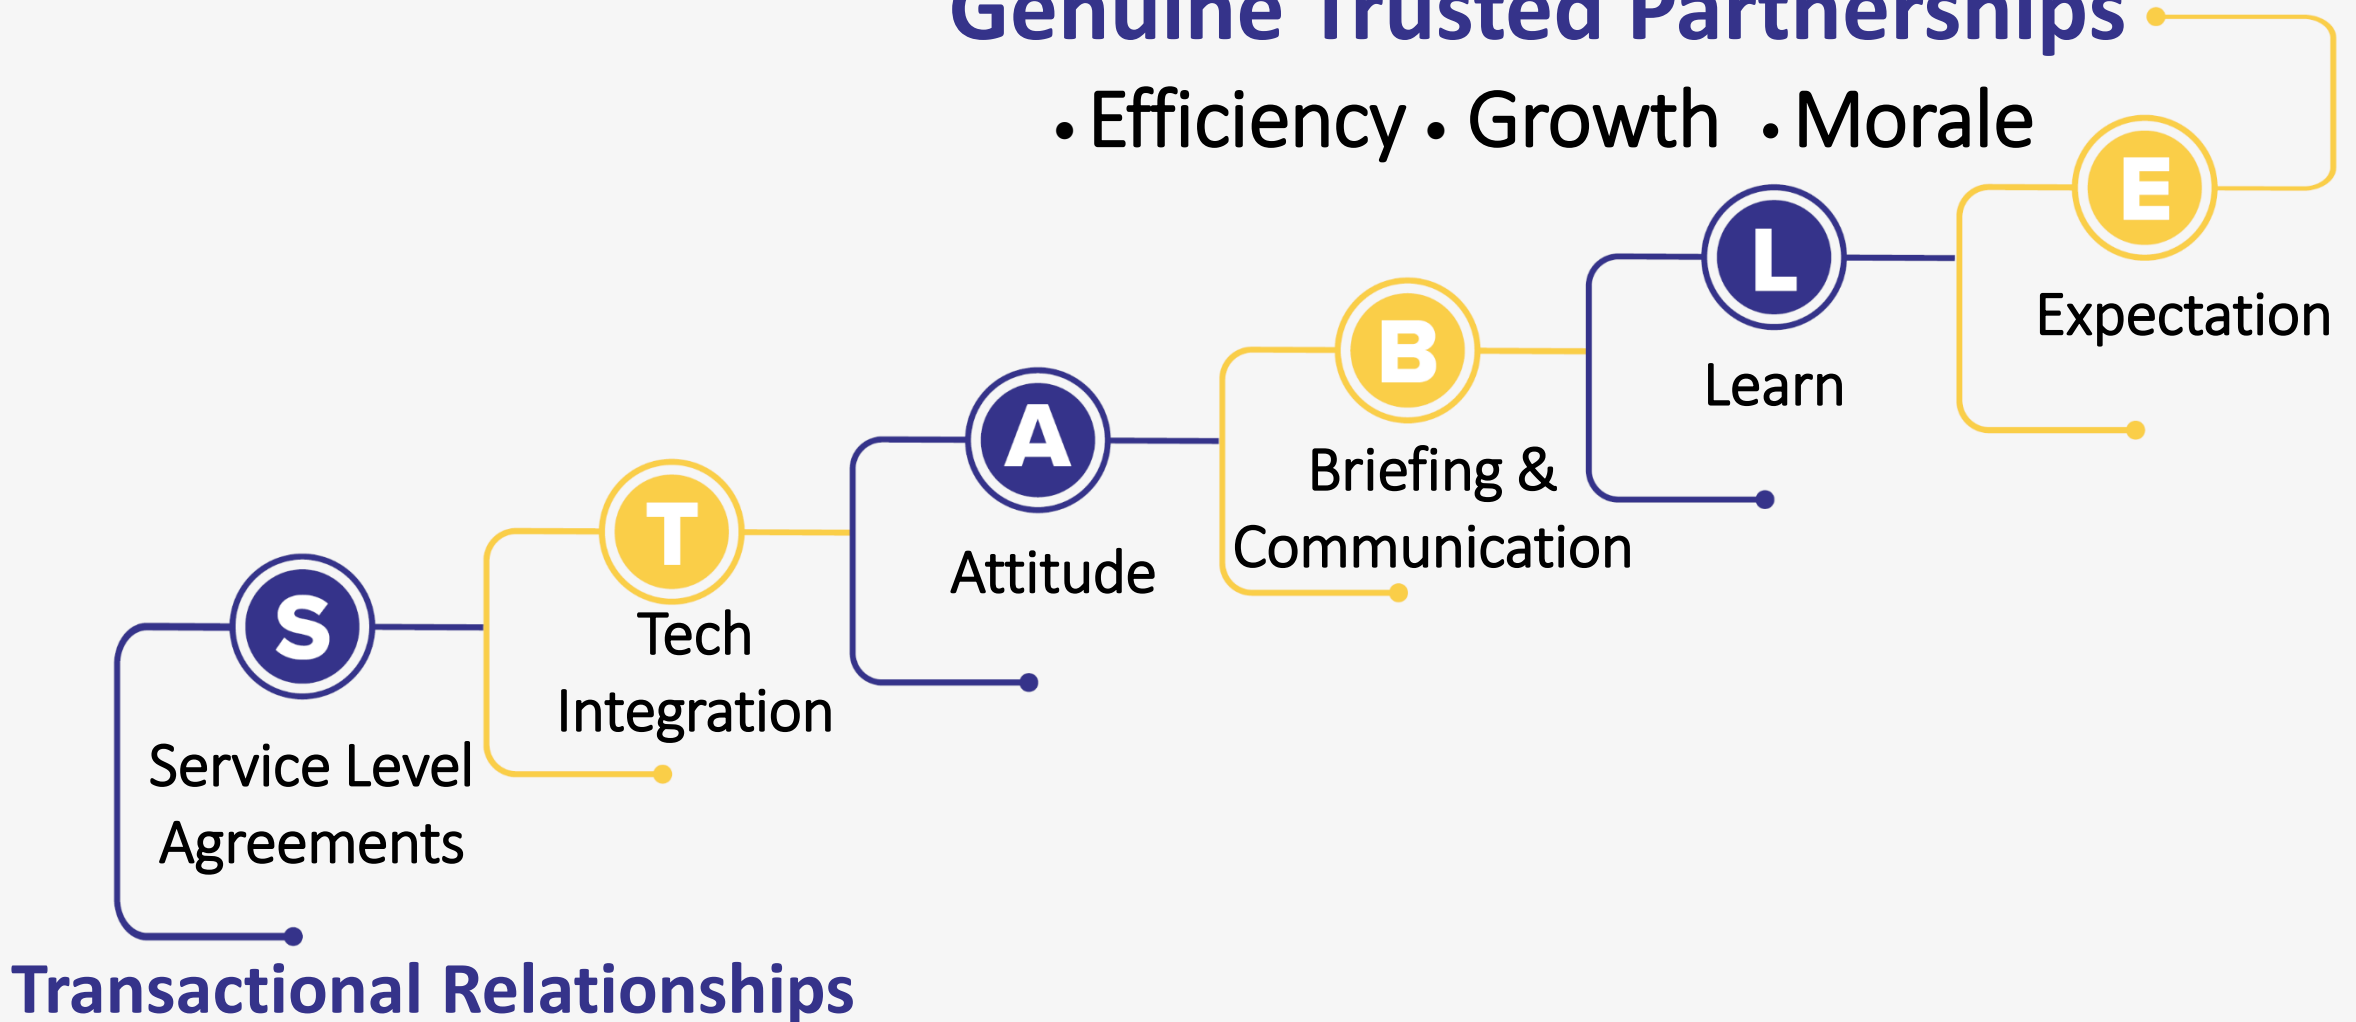 Genuine Trusted Partnerships
• Efficiency • Growth • Morale
E
Expectation
L
Learn
B
Briefing &
Communication
A
Attitude
T
Tech
Integration
S
Service Level
Agreements
Transactional Relationships